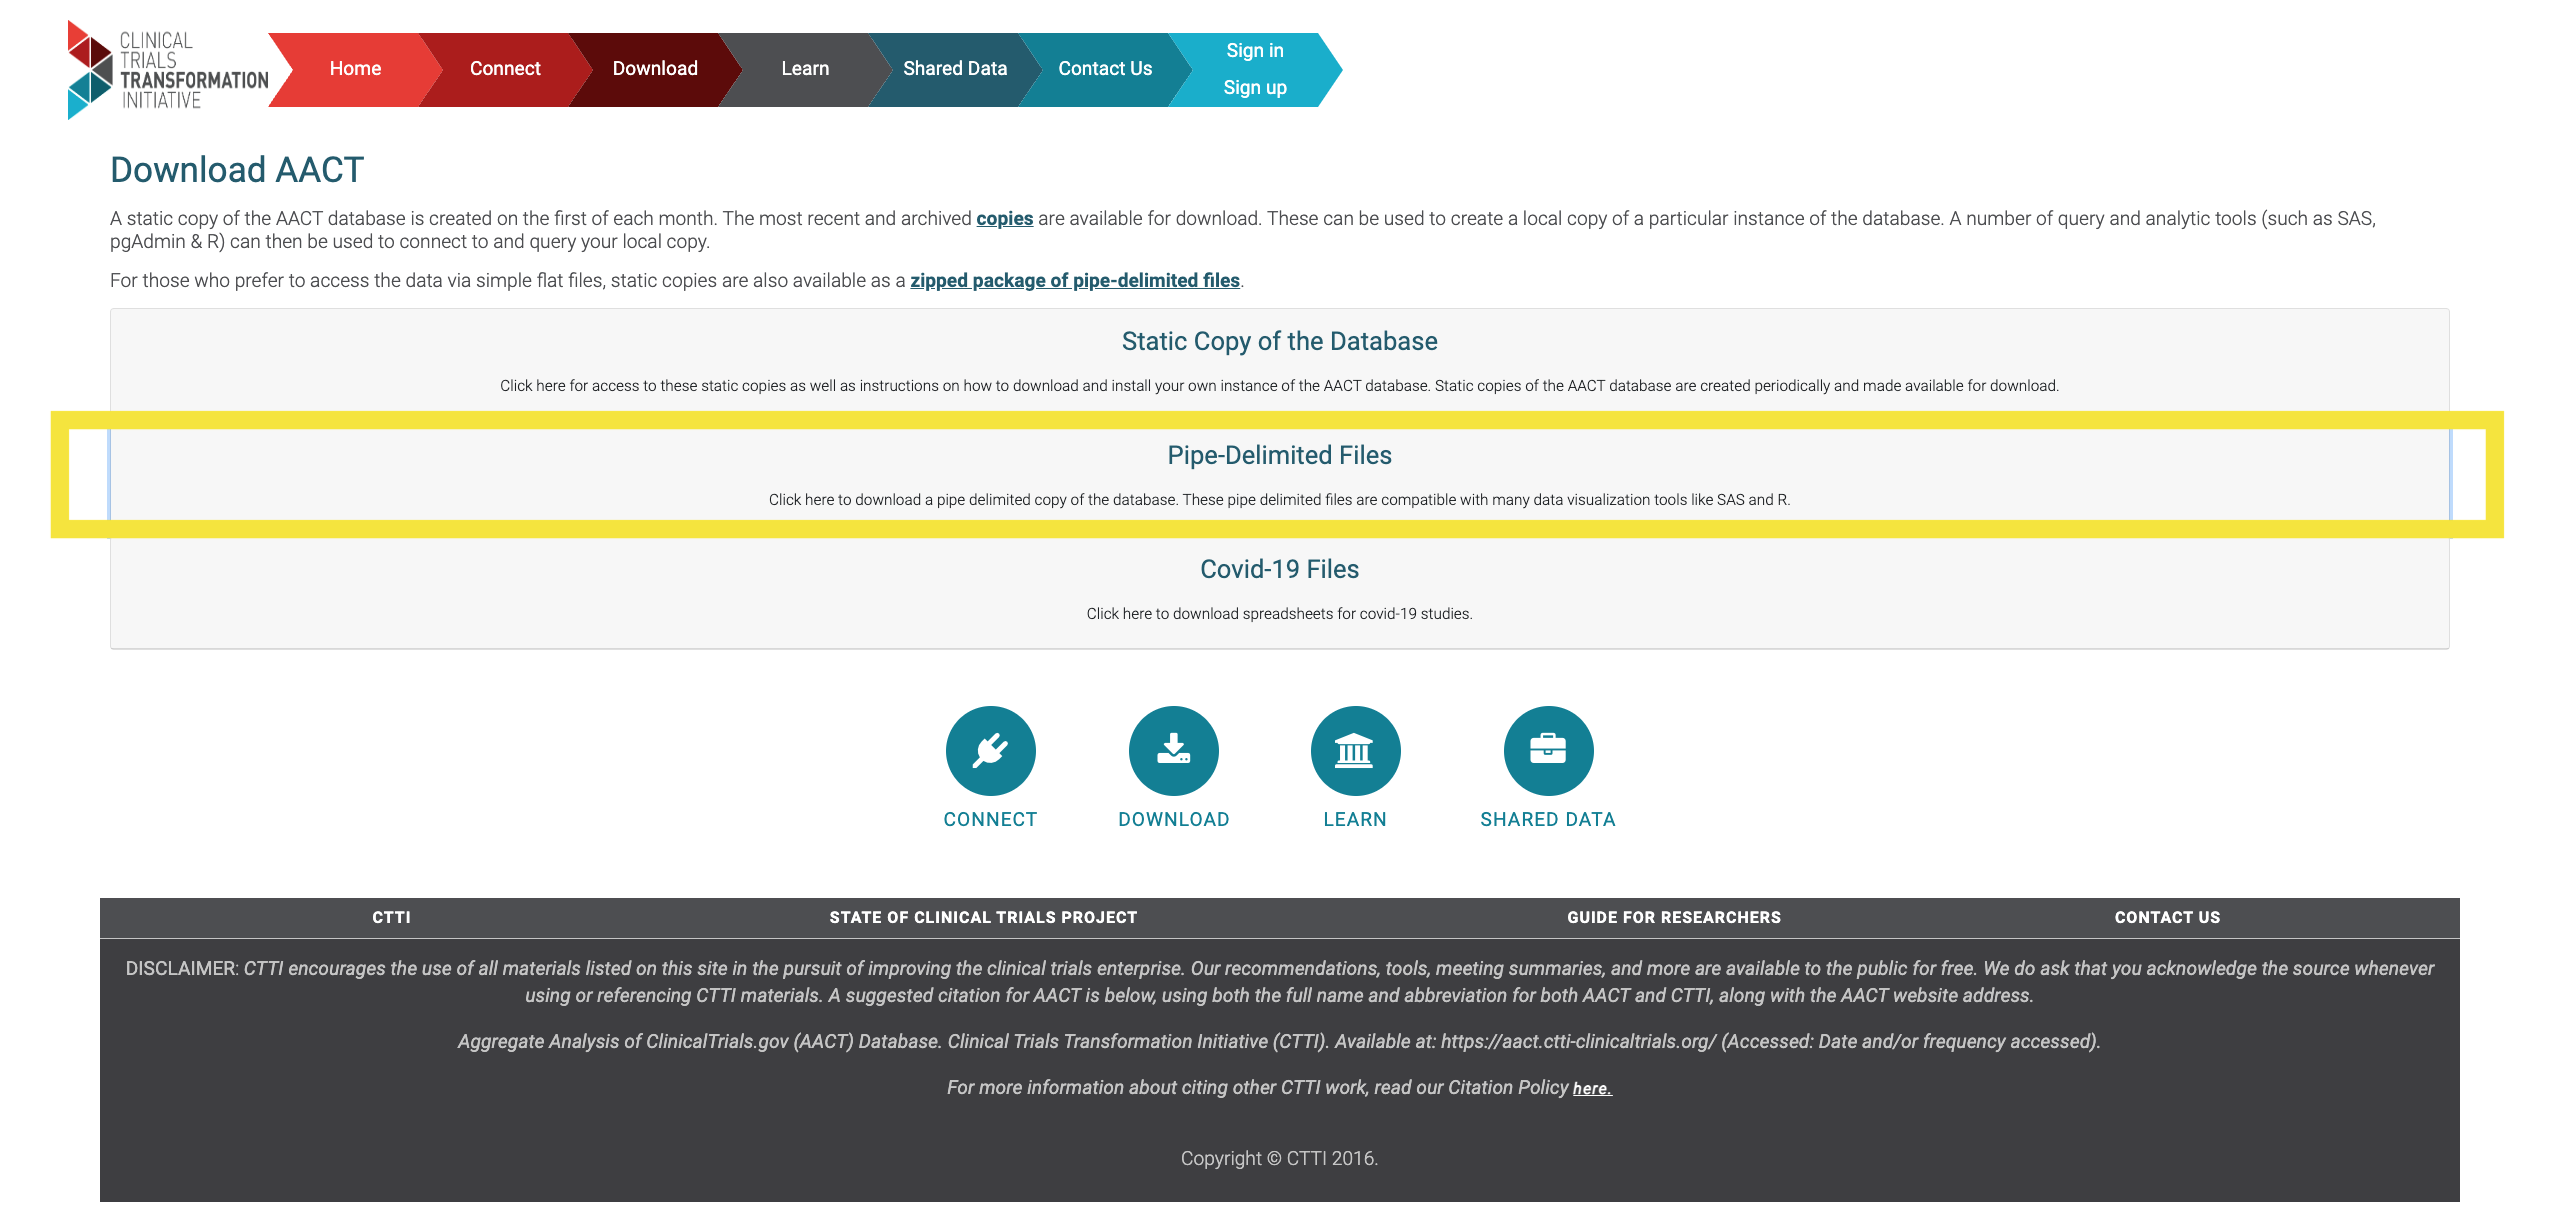 CLINICAL
TRIALS
TRANSFORMATION
INITIATIVE
Home
Connect
Download
Learn
Shared Data
Contact Us
Sign in
Sign up
Download AACT
A static copy of the AACT database is created on the first of each month. The most recent and archived copies are available for download. These can be used to create a local copy of a particular instance of the database. A number of query and analytic tools (such as SAS,
pgAdmin & R) can then be used to connect to and query your local copy.
For those who prefer to access the data via simple flat files, static copies are also available as a zipped package of pipe-delimited files.
Static Copy of the Database
Click here for access to these static copies as well as instructions on how to download and install your own instance of the AACT database. Static copies of the AACT database are created periodically and made available for download.
Pipe-Delimited Files
Click here to download a pipe delimited copy of the database. These pipe delimited files are compatible with many data visualization tools like SAS and R.
Covid-19 Files
Click here to download spreadsheets for covid-19 studies.
CONNECT
DOWNLOAD
LEARN
SHARED DATA
CTTI
STATE OF CLINICAL TRIALS PROJECT
GUIDE FOR RESEARCHERS
CONTACT US
DISCLAIMER: CTTI encourages the use of all materials listed on this site in the pursuit of improving the clinical trials enterprise. Our recommendations, tools, meeting summaries, and more are available to the public for free. We do ask that you acknowledge the source whenever
using or referencing CTTI materials. A suggested citation for AACT is below, using both the full name and abbreviation for both AACT and CTTI, along with the AACT website address.
Aggregate Analysis of ClinicalTrials.gov (AACT) Database. Clinical Trials Transformation Initiative (CTTI). Available at: https://aact.ctti-clinicaltrials.org/ (Accessed: Date and/or frequency accessed).
For more information about citing other CTTI work, read our Citation Policy here.
Copyright © CTTI 2016.